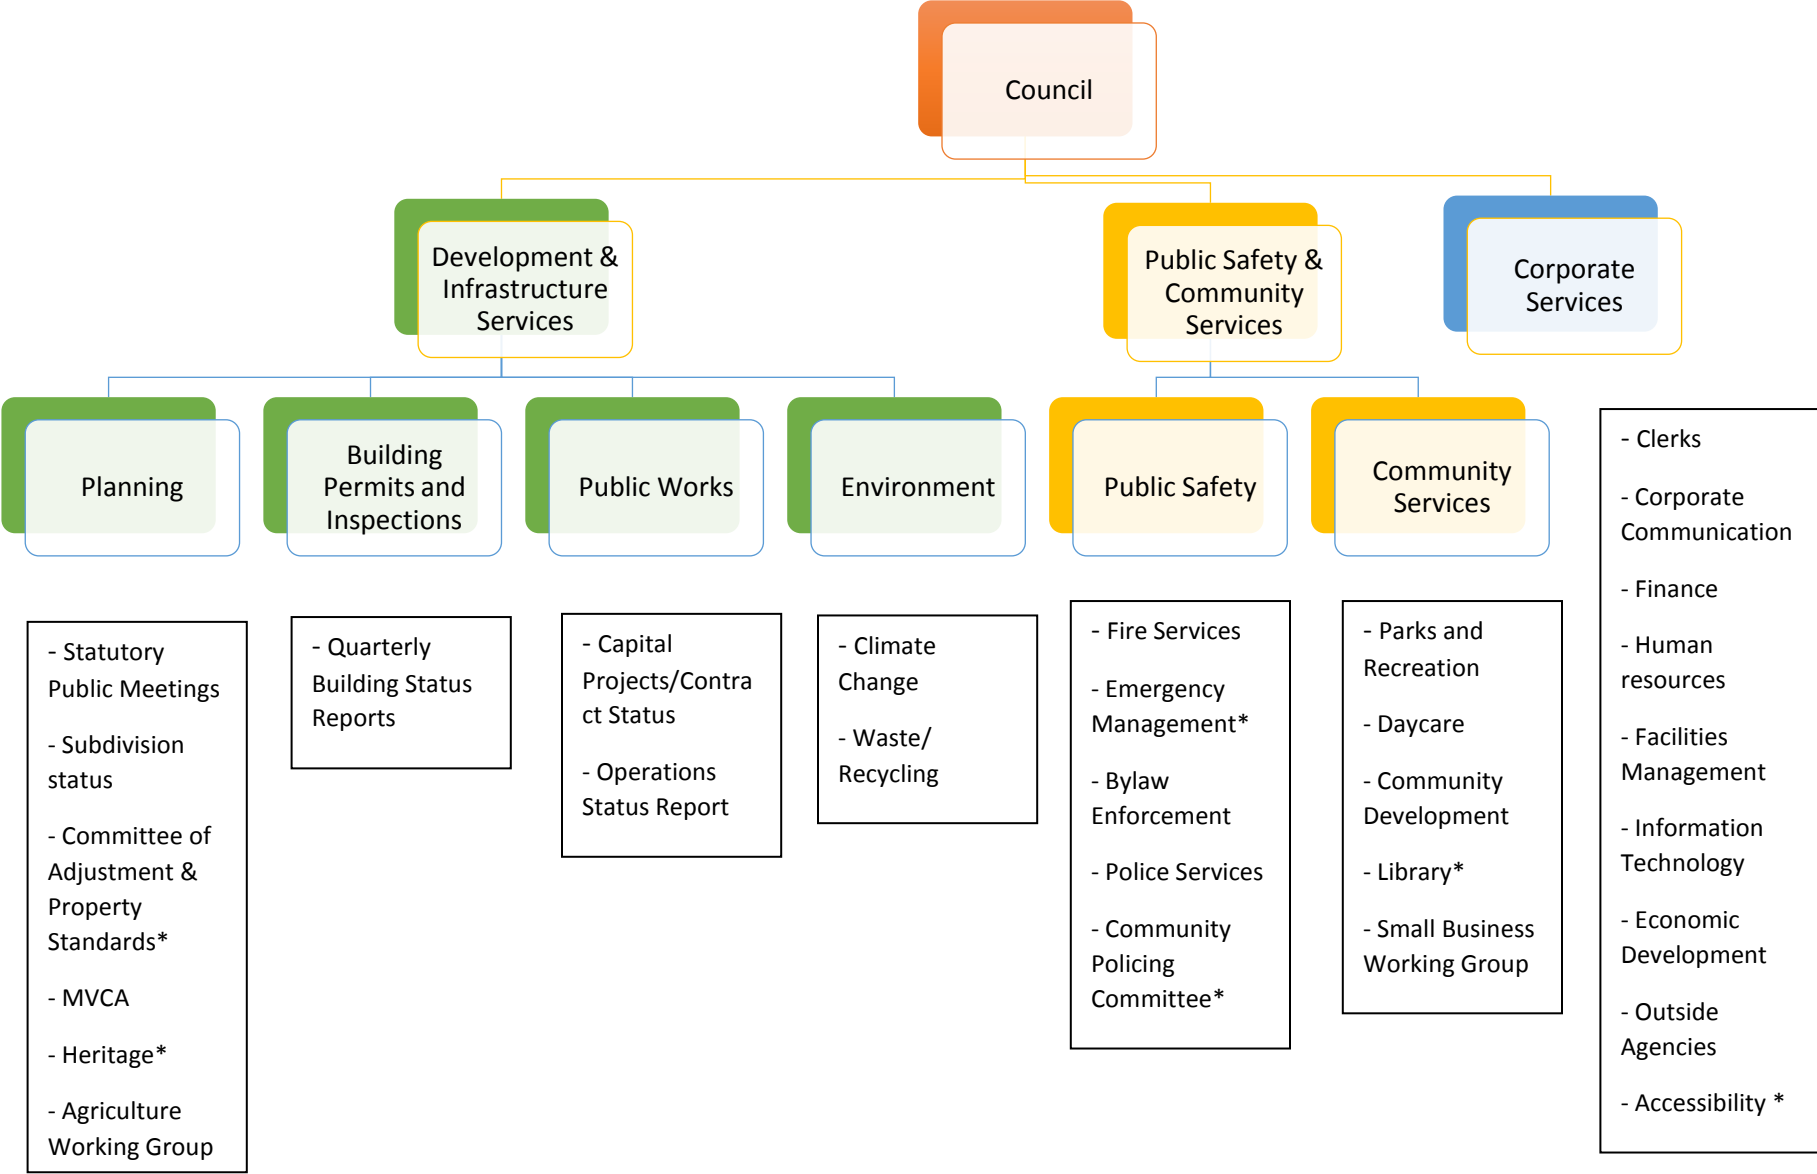 Council
Development &
Infrastructure
Services
Public Safety &
Community
Services
Corporate
Services
Planning
Building
Permits and
Inspections
Public Works
Environment
Public Safety
Community
Services
- Statutory
Public Meetings
- Subdivision
status
- Committee of
Adjustment &
Property
Standards*
- MVCA
- Heritage*
- Agriculture
Working Group
- Quarterly
Building Status
Reports
- Capital
Projects/Contra
ct Status
- Operations
Status Report
- Climate
Change
- Waste/
Recycling
- Fire Services
- Emergency
Management*
- Bylaw
Enforcement
- Police Services
- Community
Policing
Committee*
- Parks and
Recreation
- Daycare
- Community
Development
- Library*
- Small Business
Working Group
- Clerks
- Corporate
Communication
- Finance
- Human
resources
- Facilities
Management
- Information
Technology
- Economic
Development
- Outside
Agencies
- Accessibility *